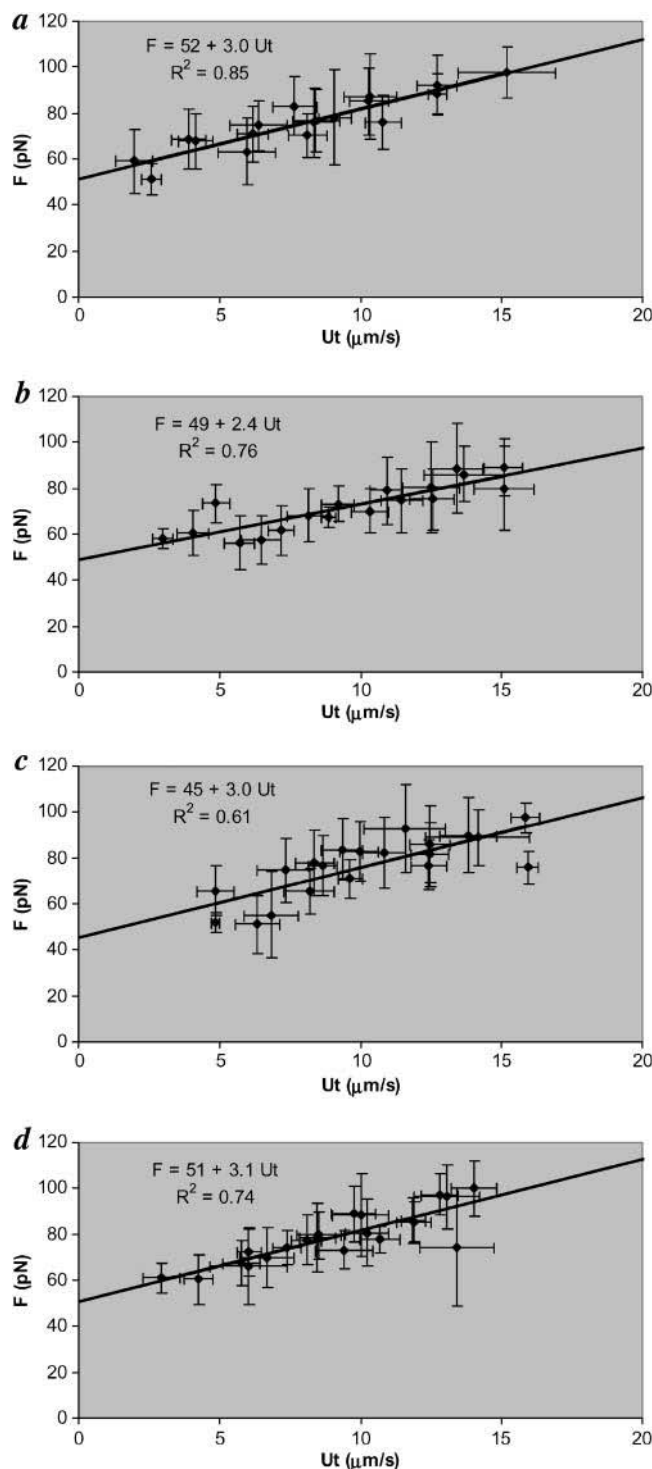 a
F = 52 + 3.0 Ut
R² = 0.85
120
100
80
60
40
20
0
F (pN)
0 5 10 15 20
Ut (μm/s)
b
F = 49 + 2.4 Ut
R² = 0.76
120
100
80
60
40
20
0
F (pN)
0 5 10 15 20
Ut (μm/s)
c
F = 45 + 3.0 Ut
R² = 0.61
120
100
80
60
40
20
0
F (pN)
0 5 10 15 20
Ut (μm/s)
d
F = 51 + 3.1 Ut
R² = 0.74
120
100
80
60
40
20
0
F (pN)
0 5 10 15 20
Ut (μm/s)